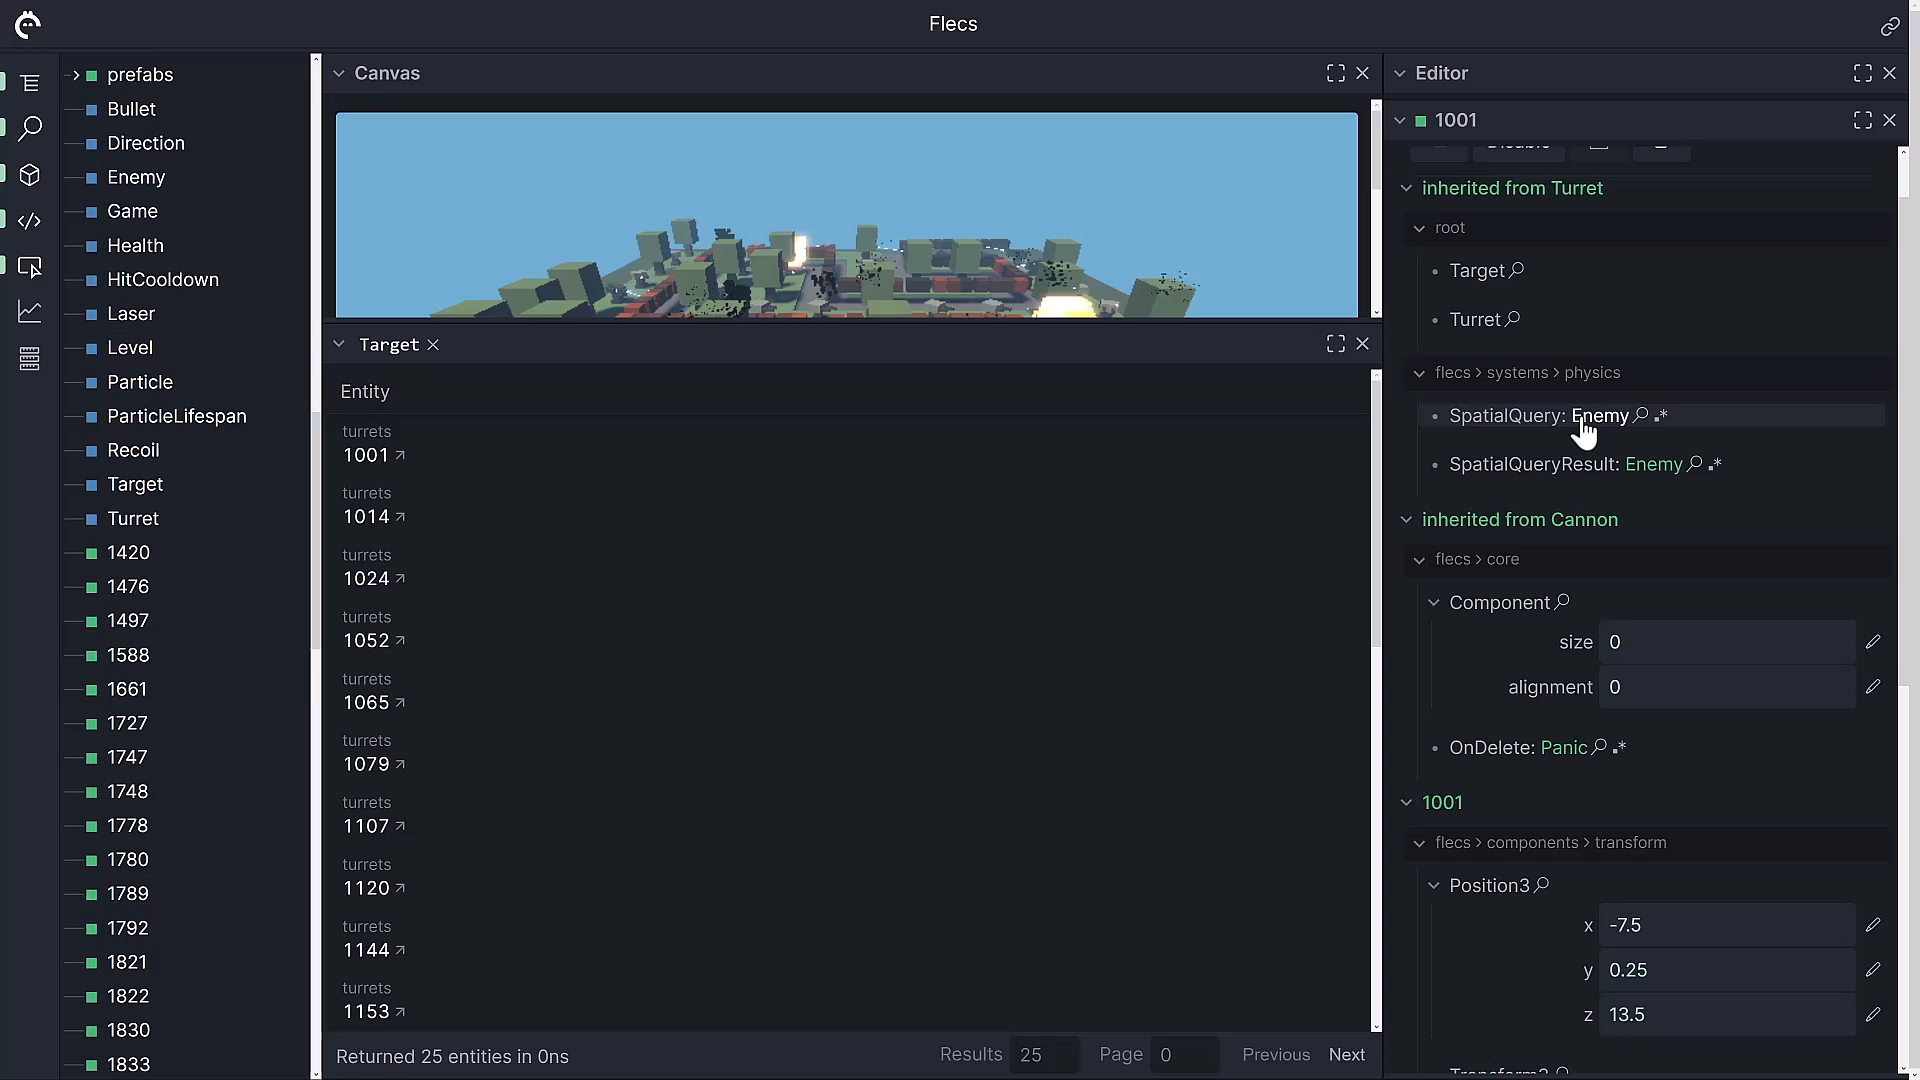 Flecs
prefabs
Bullet
Direction
Enemy
Game
Health
HitCooldown
Laser
Level
Particle
ParticleLifespan
Recoil
Target
Turret
1420
1476
1497
1588
1661
1727
1747
1748
1778
1780
1789
1792
1821
1822
1830
1833
Canvas
Target
Entity
turrets
1001
turrets
1014
turrets
1024
turrets
1052
turrets
1065
turrets
1079
turrets
1107
turrets
1120
turrets
1144
turrets
1153
Returned 25 entities in 0ns
Results 25 Page 0 Previous Next
Editor
1001
inherited from Turret
root
Target
Turret
flecs > systems > physics
SpatialQuery: Enemy .*
SpatialQueryResult: Enemy .*
inherited from Cannon
flecs > core
Component
size 0
alignment 0
OnDelete: Panic .*
1001
flecs > components > transform
Position3
x -7.5
y 0.25
z 13.5